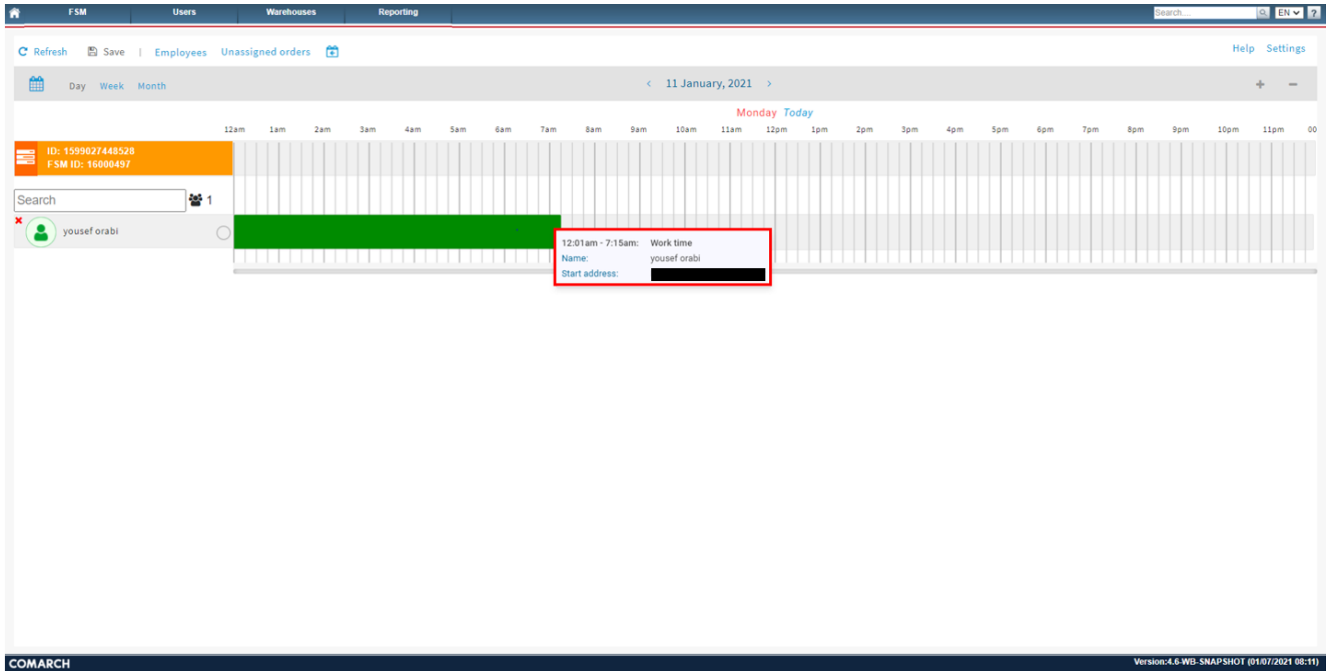 FSM Users Warehouses Reporting Search... EN ?
Refresh Save | Employees Unassigned orders Help Settings
Day Week Month < 11 January, 2021 > + −
Monday Today
12am 1am 2am 3am 4am 5am 6am 7am 8am 9am 10am 11am 12pm 1pm 2pm 3pm 4pm 5pm 6pm 7pm 8pm 9pm 10pm 11pm 00
ID: 1599027448528
FSM ID: 16000497
Search 1
yousef orabi
12:01am - 7:15am: Work time
Name: yousef orabi
Start address:
COMARCH Version:4.6-WB-SNAPSHOT (01/07/2021 08:11)